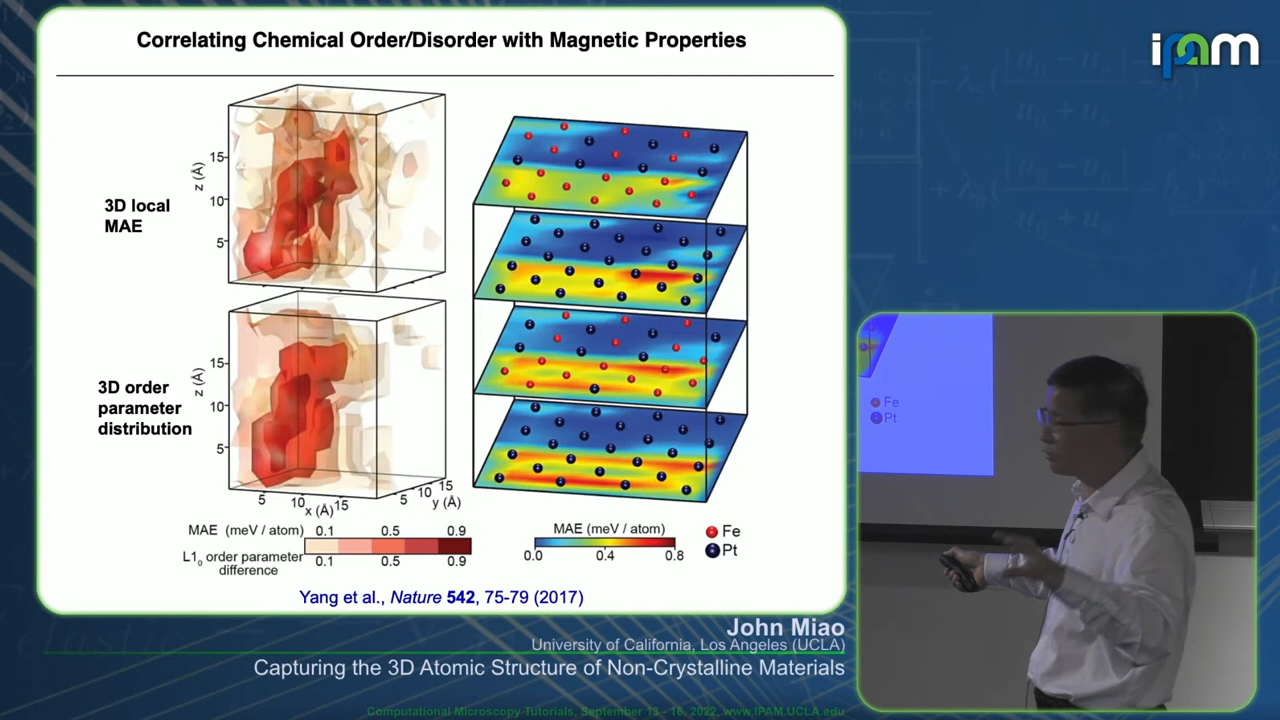 Correlating Chemical Order/Disorder with Magnetic Properties
ipam
3D local
MAE
z (Å)
15
10
5
3D order
parameter
distribution
z (Å)
15
10
5
5
10
15
x (Å)
5
10
15
y (Å)
MAE (meV / atom)
0.1
0.5
0.9
L1₀ order parameter
difference
0.1
0.5
0.9
MAE (meV / atom)
0.0
0.4
0.8
Fe
Pt
Yang et al., Nature 542, 75-79 (2017)
Fe
Pt
John Miao
University of California, Los Angeles (UCLA)
Capturing the 3D Atomic Structure of Non-Crystalline Materials
Computational Microscopy Tutorials, September 13 - 16, 2022, www.IPAM.UCLA.edu